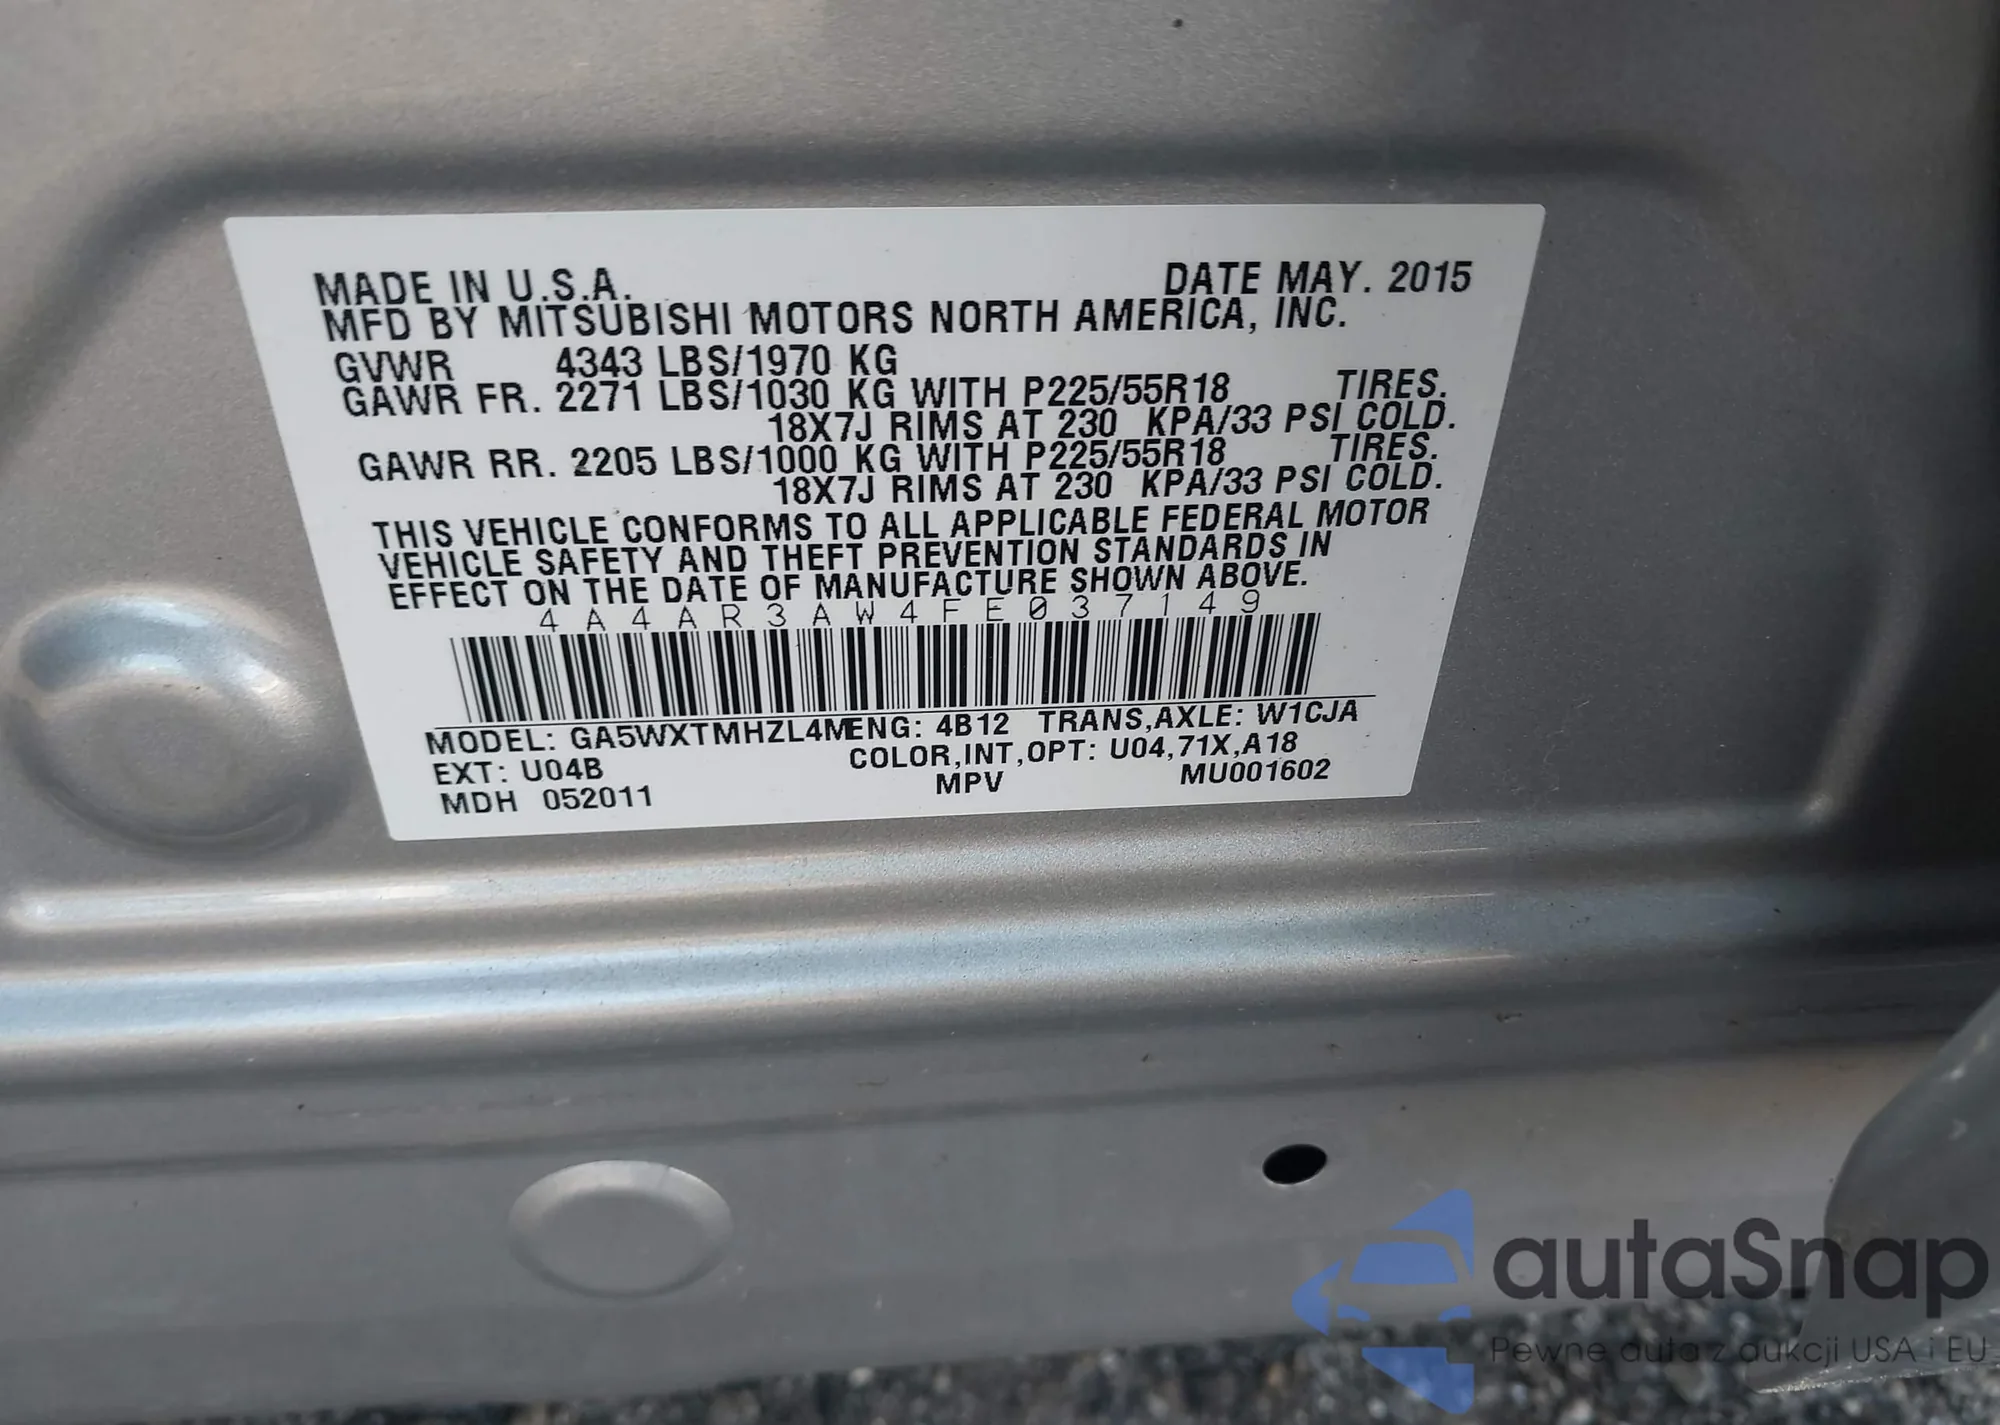 MADE IN U.S.A. DATE MAY. 2015
MFD BY MITSUBISHI MOTORS NORTH AMERICA, INC.
GVWR 4343 LBS/1970 KG
GAWR FR. 2271 LBS/1030 KG WITH P225/55R18 TIRES.
18X7J RIMS AT 230 KPA/33 PSI COLD.
GAWR RR. 2205 LBS/1000 KG WITH P225/55R18 TIRES.
18X7J RIMS AT 230 KPA/33 PSI COLD.
THIS VEHICLE CONFORMS TO ALL APPLICABLE FEDERAL MOTOR
VEHICLE SAFETY AND THEFT PREVENTION STANDARDS IN
EFFECT ON THE DATE OF MANUFACTURE SHOWN ABOVE.
4A4AR3AW4FE037149
MODEL: GA5WXTMHZL4M ENG: 4B12 TRANS,AXLE: W1CJA
EXT: U04B COLOR,INT,OPT: U04,71X,A18
MDH 052011 MPV MU001602
autaSnap
Pewne auta z aukcji USA i EU